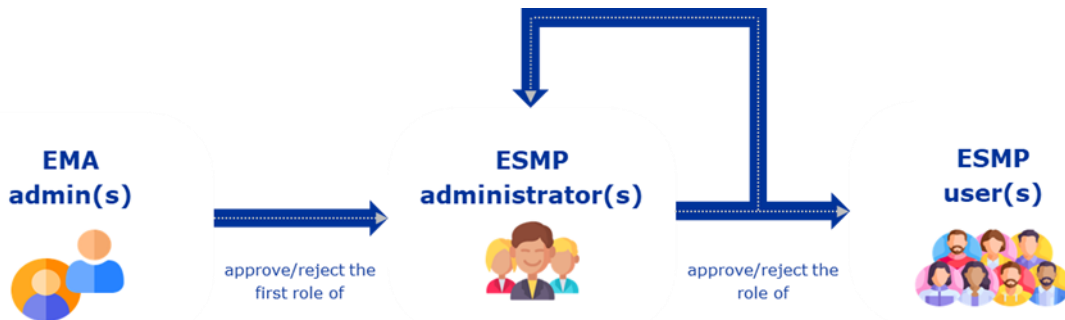 EMA
admin(s)
approve/reject the
first role of
ESMP
administrator(s)
approve/reject the
role of
ESMP
user(s)